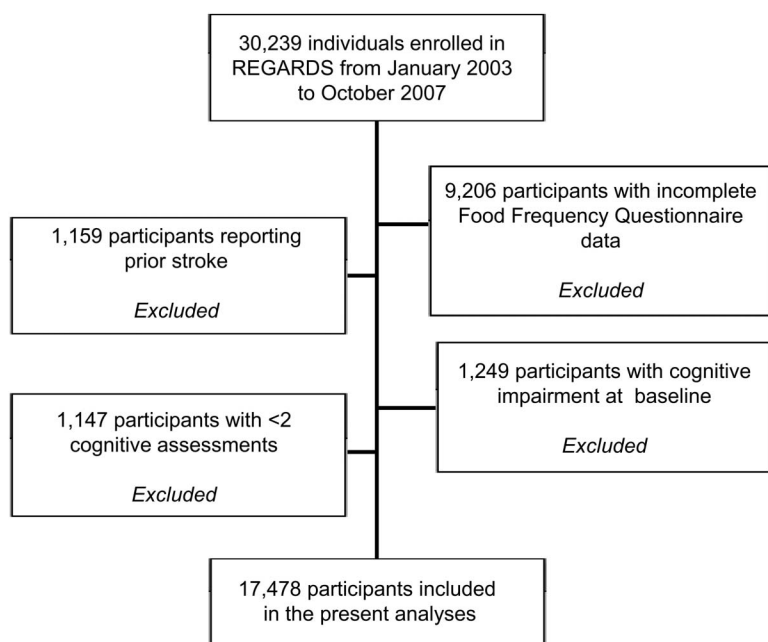 30,239 individuals enrolled in
REGARDS from January 2003
to October 2007
9,206 participants with incomplete
Food Frequency Questionnaire
data
Excluded
1,159 participants reporting
prior stroke
Excluded
1,249 participants with cognitive
impairment at baseline
Excluded
1,147 participants with <2
cognitive assessments
Excluded
17,478 participants included
in the present analyses